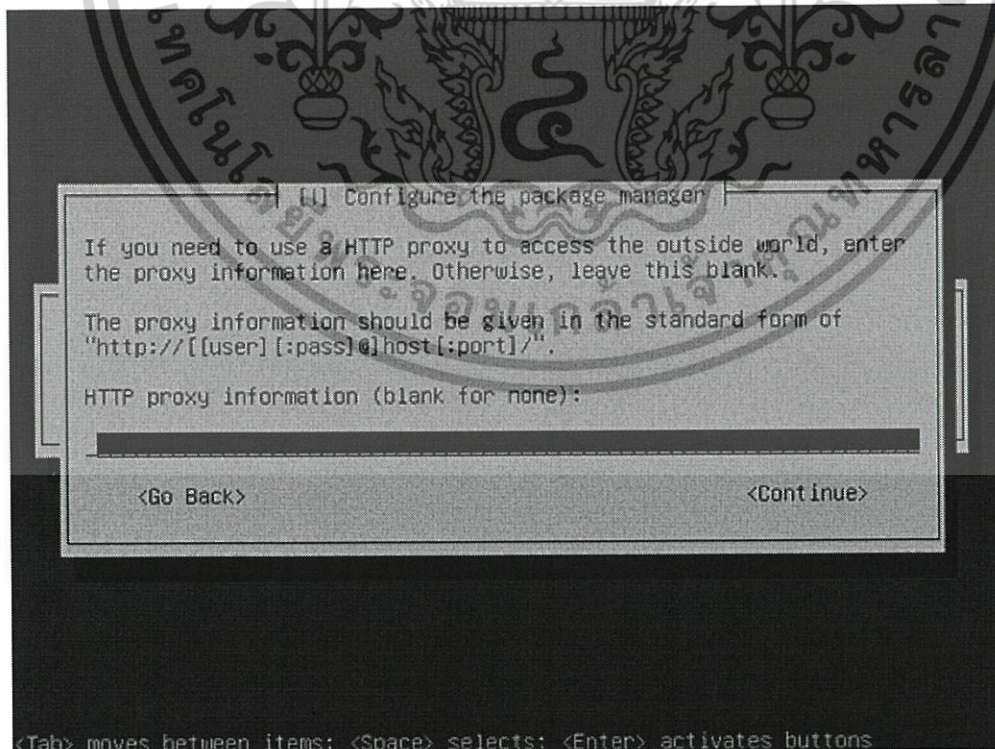 [!] Configure the package manager
If you need to use a HTTP proxy to access the outside world, enter
the proxy information here. Otherwise, leave this blank.
The proxy information should be given in the standard form of
"http://[[user][:pass]@]host[:port]/".
HTTP proxy information (blank for none):
<Go Back> <Continue>
<Tab> moves between items; <Space> selects; <Enter> activates buttons